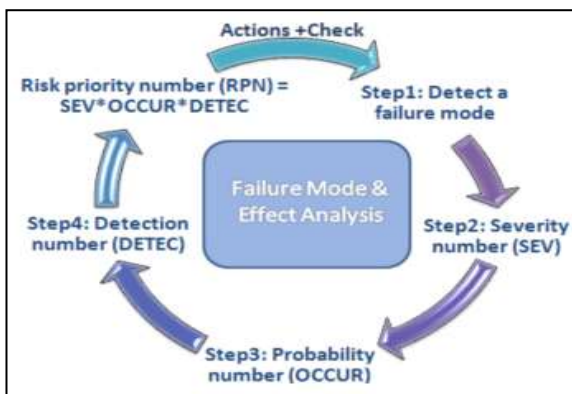 Actions +Check
Risk priority number (RPN) =
SEV*OCCUR*DETEC
Step1: Detect a
failure mode
Failure Mode &
Effect Analysis
Step2: Severity
number (SEV)
Step3: Probability
number (OCCUR)
Step4: Detection
number (DETEC)